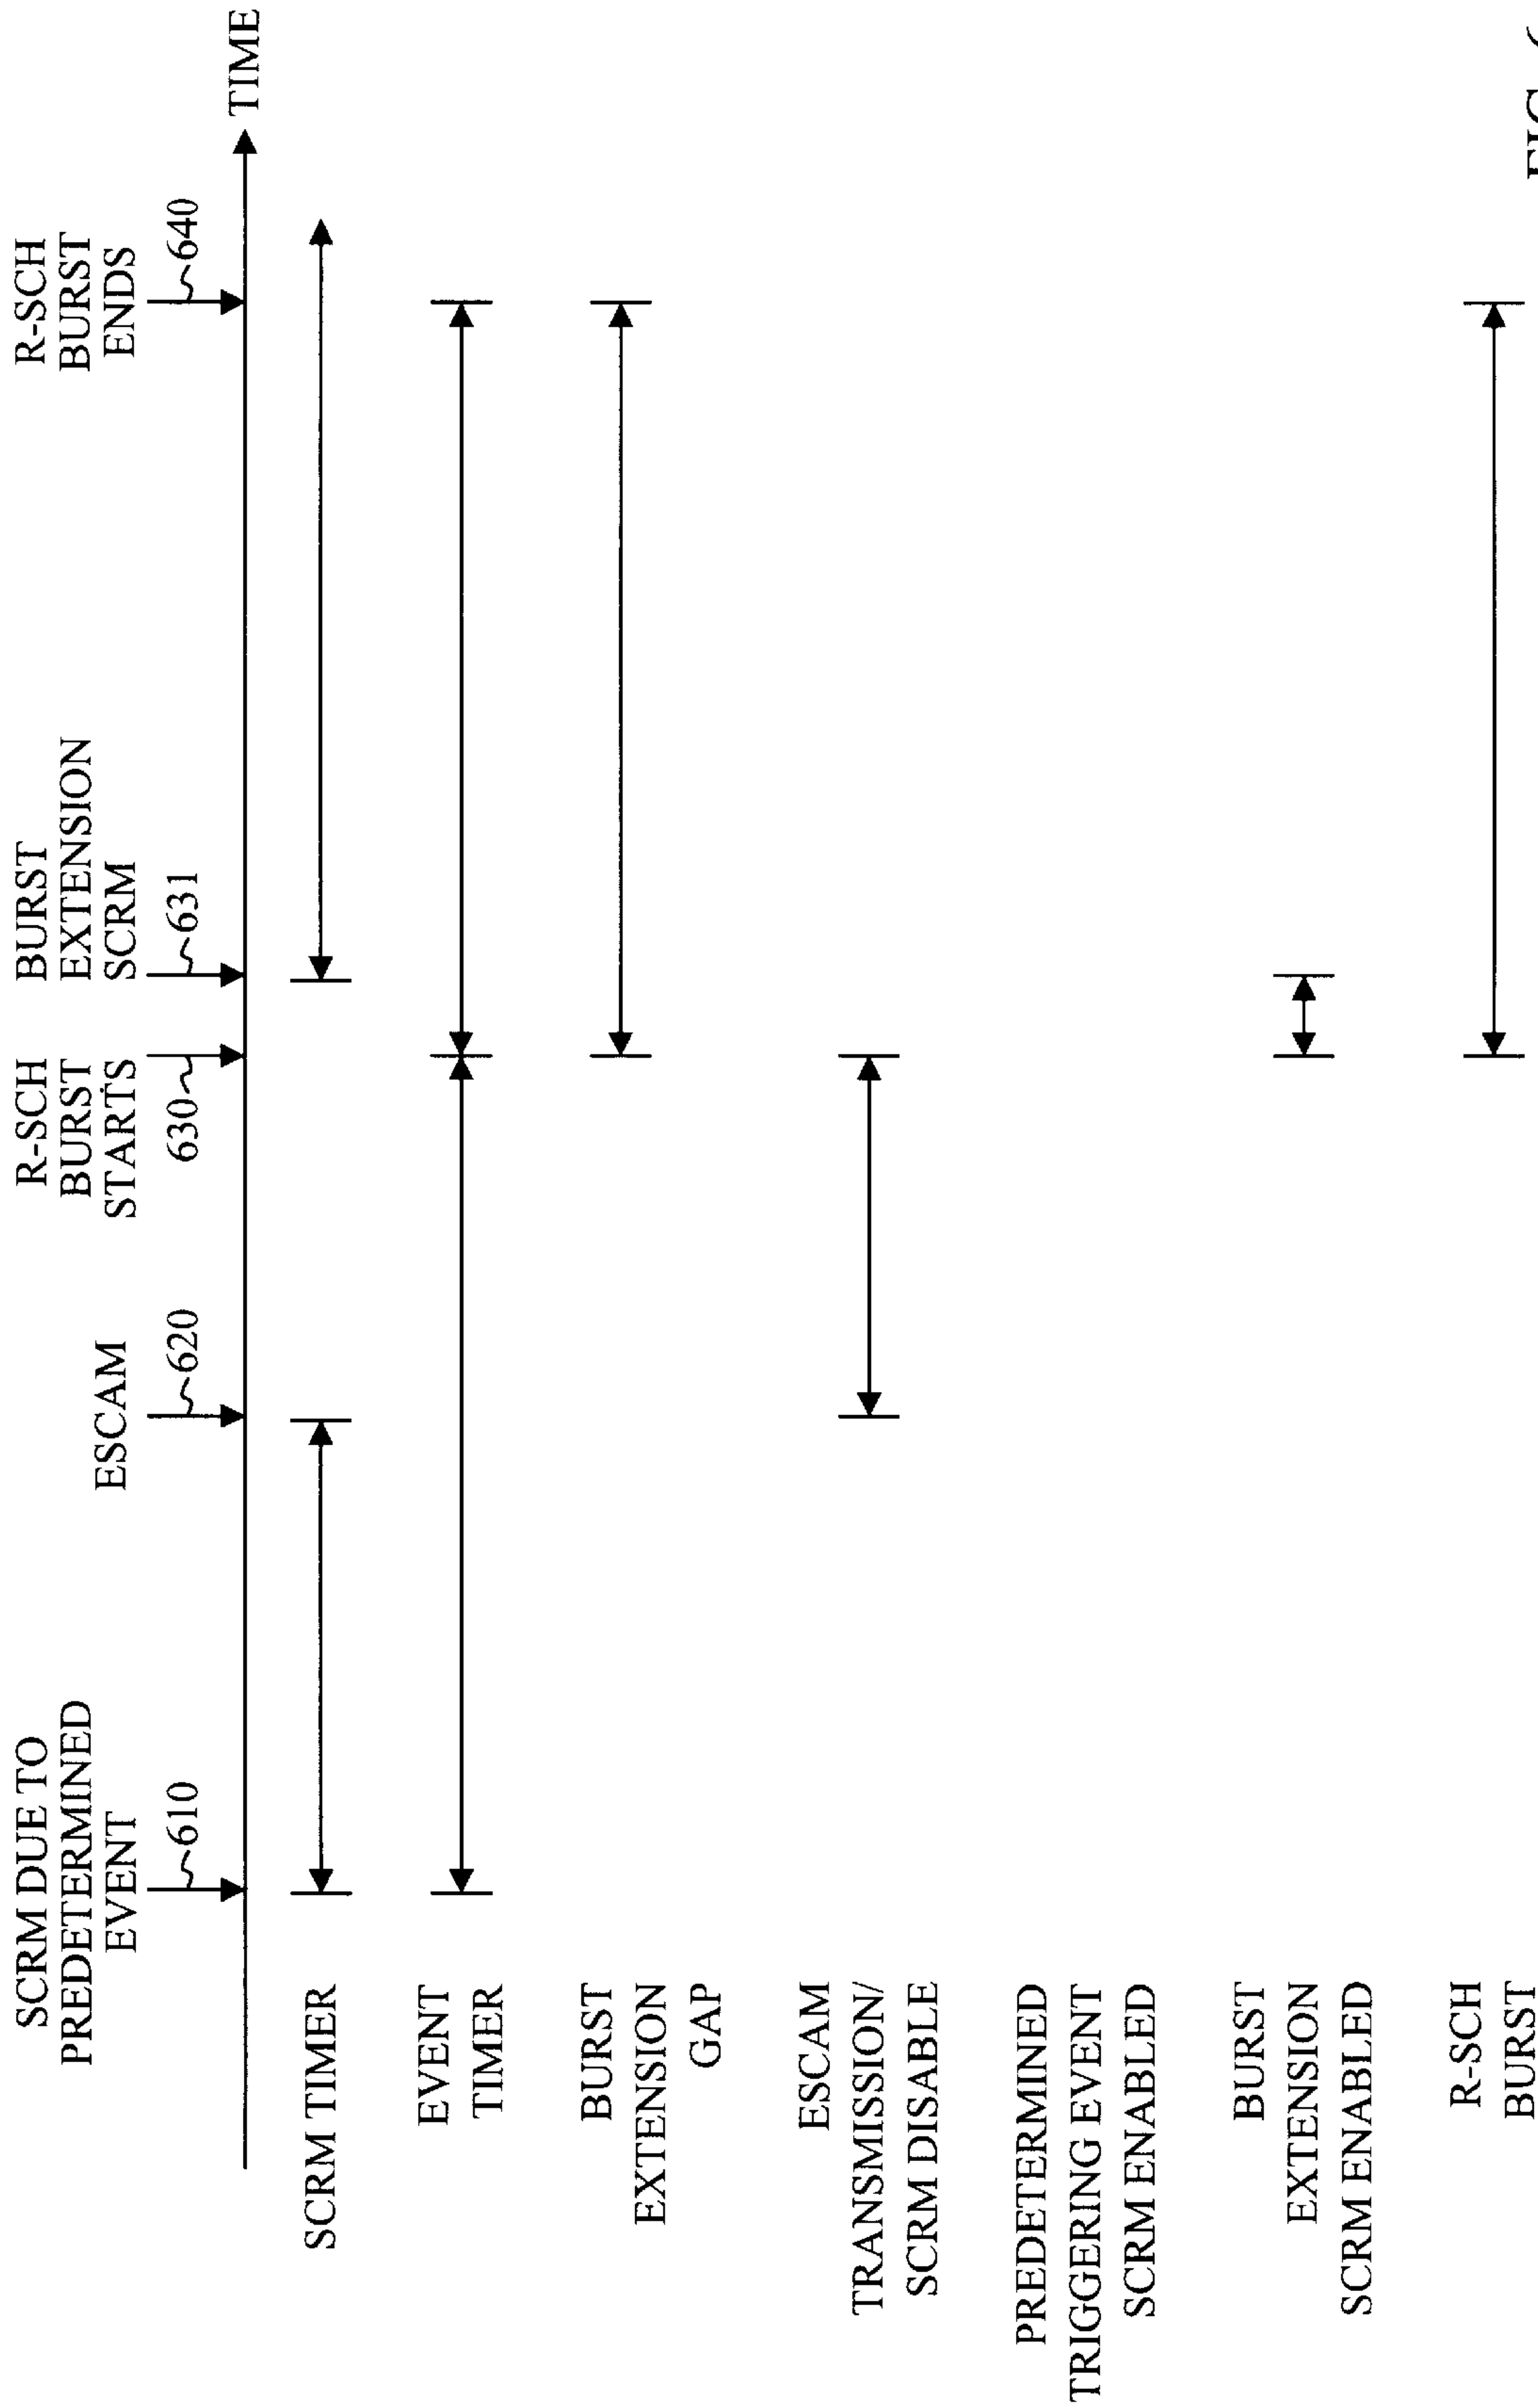 SCRM DUE TO
PREDETERMINED
EVENT
610
ESCAM
620
R-SCH
BURST
STARTS
630
BURST
EXTENSION
SCRM
631
R-SCH
BURST
ENDS
640
TIME
SCRM TIMER
EVENT
TIMER
BURST
EXTENSION
GAP
ESCAM
TRANSMISSION/
SCRM DISABLE
PREDETERMINED
TRIGGERING EVENT
SCRM ENABLED
BURST
EXTENSION
SCRM ENABLED
R-SCH
BURST